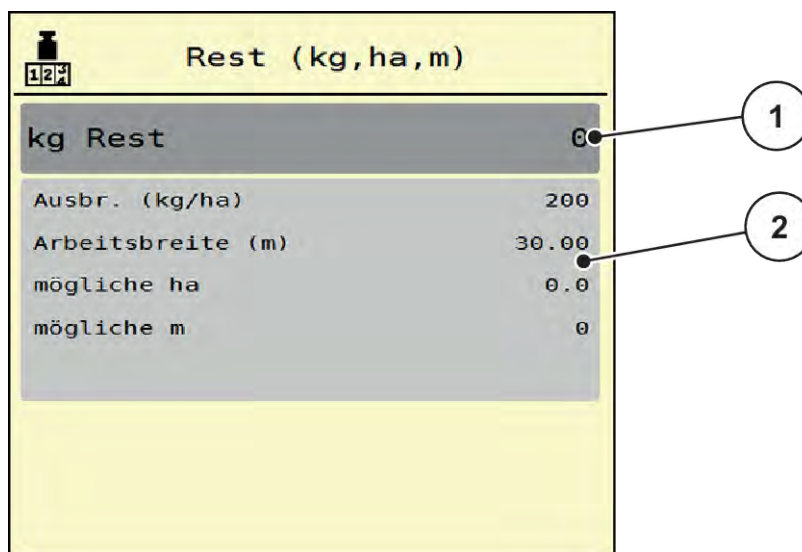 Rest (kg,ha,m)
kg Rest 0
Ausbr. (kg/ha) 200
Arbeitsbreite (m) 30.00
mögliche ha 0.0
mögliche m 0
1
2